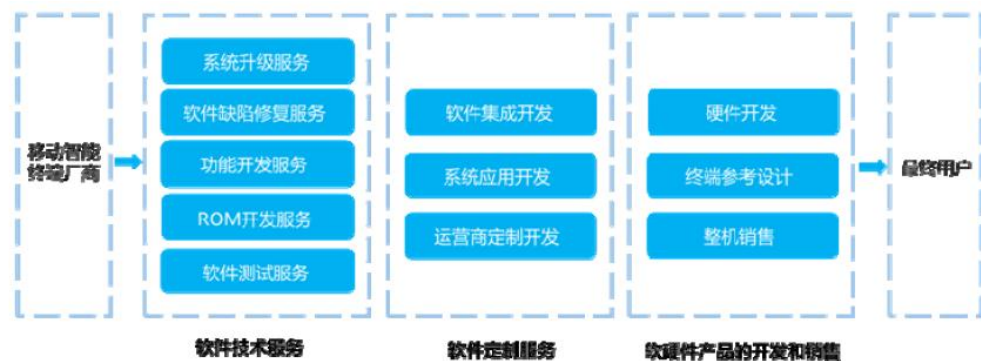 移动智能
终端厂商
系统升级服务
软件缺陷修复服务
功能开发服务
ROM开发服务
软件测试服务
软件技术服务
软件集成开发
系统应用开发
运营商定制开发
软件定制服务
硬件开发
终端参考设计
整机销售
软硬件产品的开发和销售
最终用户